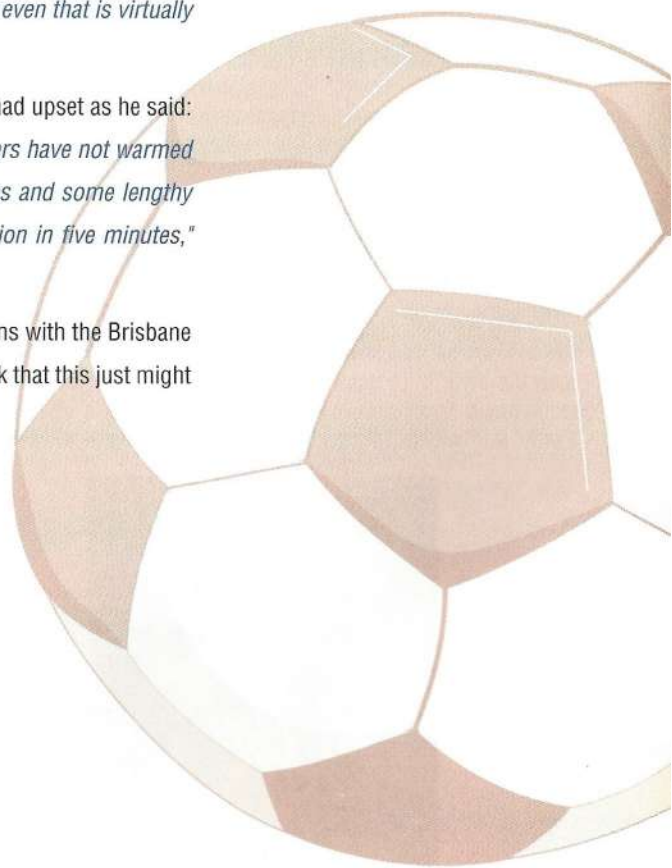 even that is virtually
had upset as he said:
rs have not warmed
s and some lengthy
ion in five minutes,"
ns with the Brisbane
k that this just might